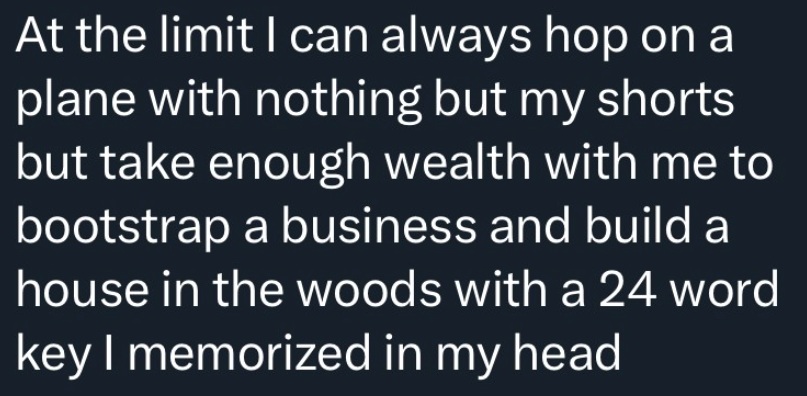 At the limit I can always hop on a
plane with nothing but my shorts
but take enough wealth with me to
bootstrap a business and build a
house in the woods with a 24 word
key I memorized in my head